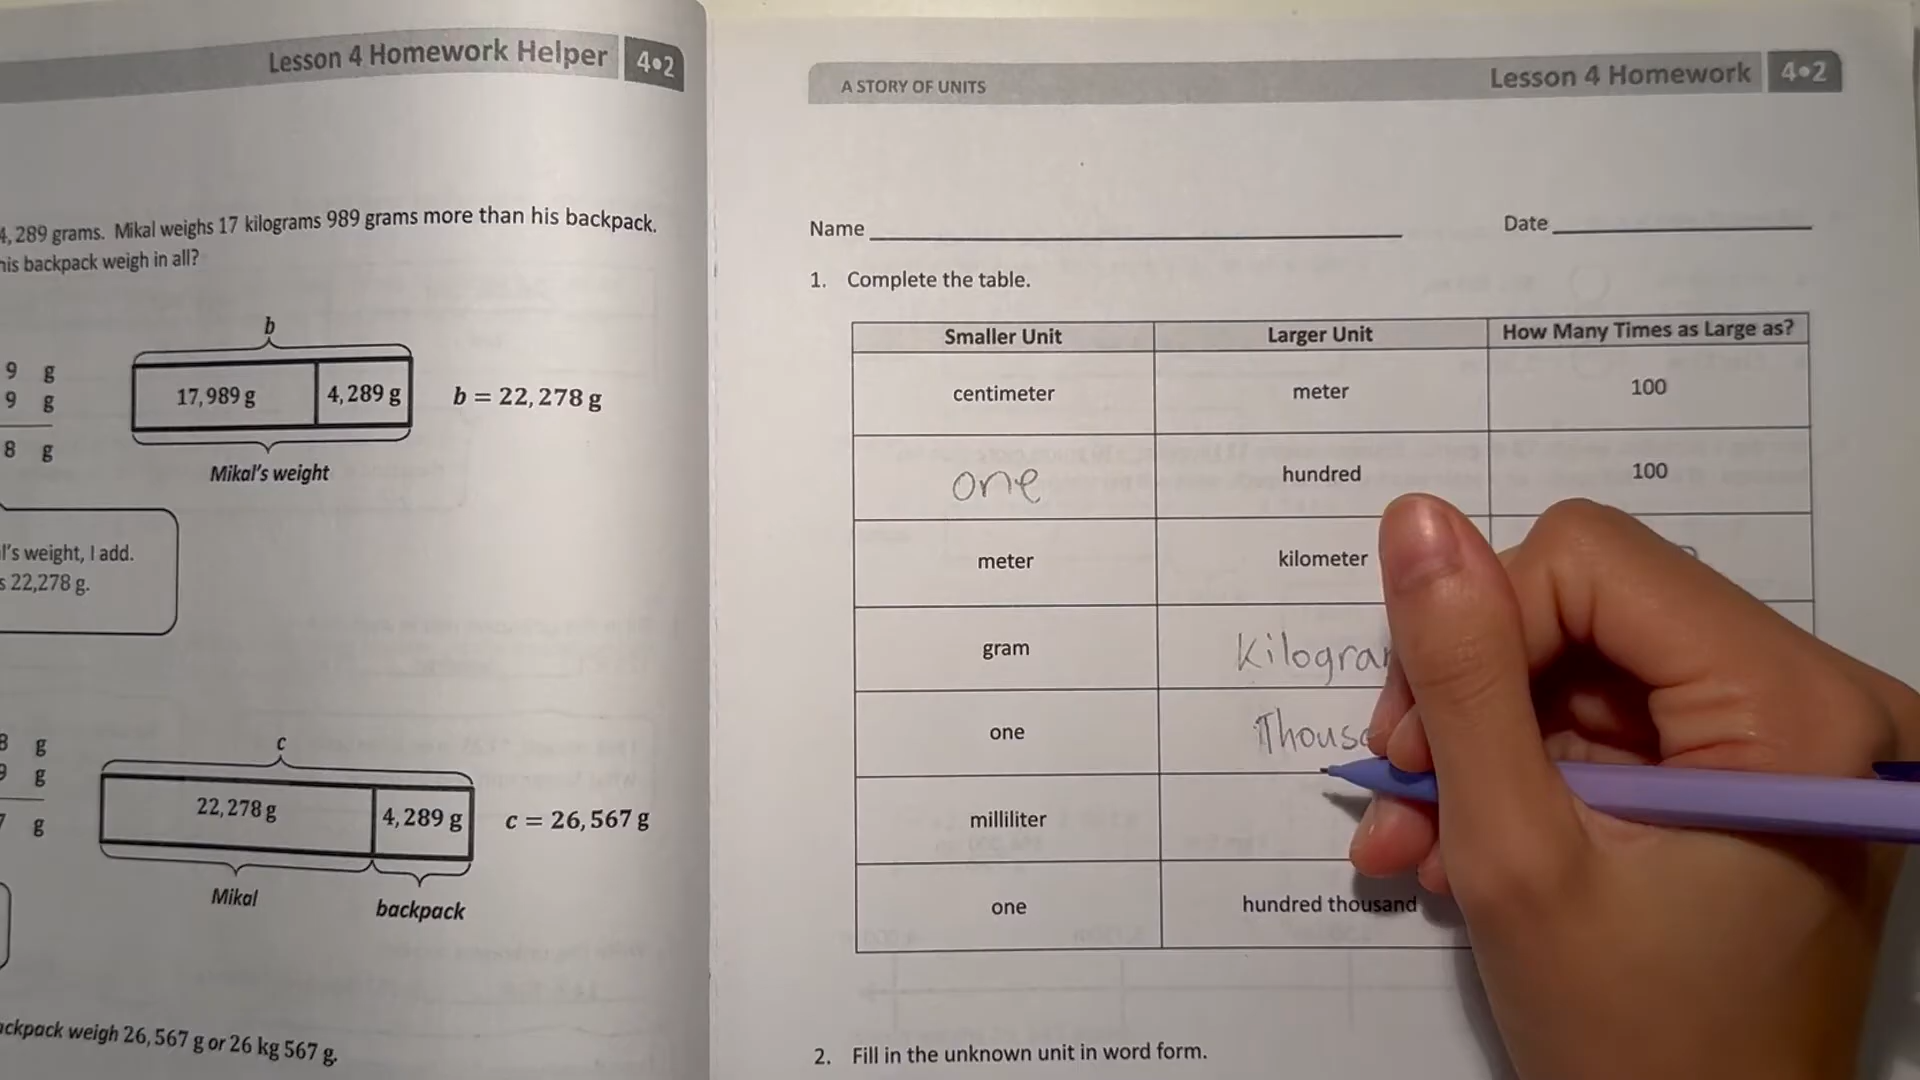 Lesson 4 Homework Helper 4•2
4,289 grams. Mikal weighs 17 kilograms 989 grams more than his backpack.
his backpack weigh in all?
b
9 g
9 g
8 g
17,989 g 4,289 g b = 22,278 g
Mikal's weight
l's weight, I add.
s 22,278 g.
c
8 g
9 g
7 g
22,278 g 4,289 g c = 26,567 g
Mikal backpack
ackpack weigh 26,567 g or 26 kg 567 g.
A STORY OF UNITS Lesson 4 Homework 4•2
Name Date
1. Complete the table.
Smaller Unit Larger Unit How Many Times as Large as?
centimeter meter 100
one hundred 100
meter kilometer
gram Kilogra
one Thous
milliliter
one hundred thousand
2. Fill in the unknown unit in word form.